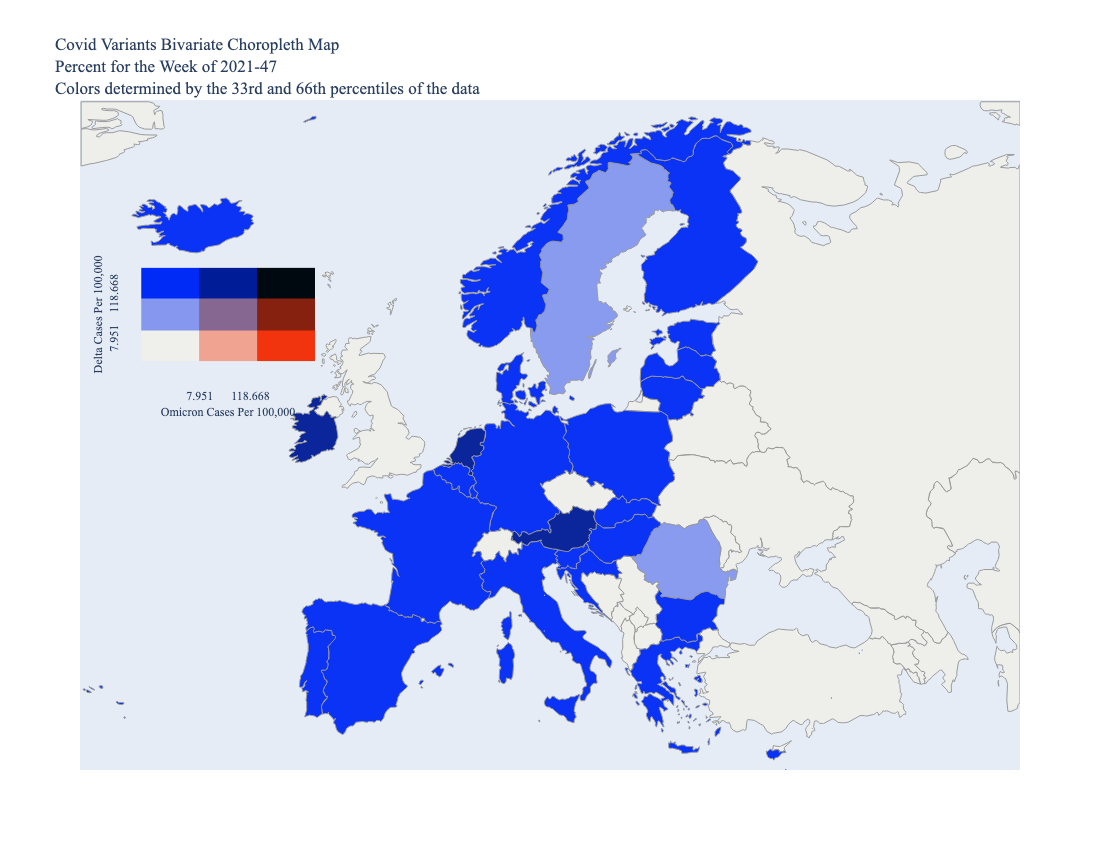 Covid Variants Bivariate Choropleth Map
Percent for the Week of 2021-47
Colors determined by the 33rd and 66th percentiles of the data
Delta Cases Per 100,000
7.951 118.668
7.951 118.668
Omicron Cases Per 100,000